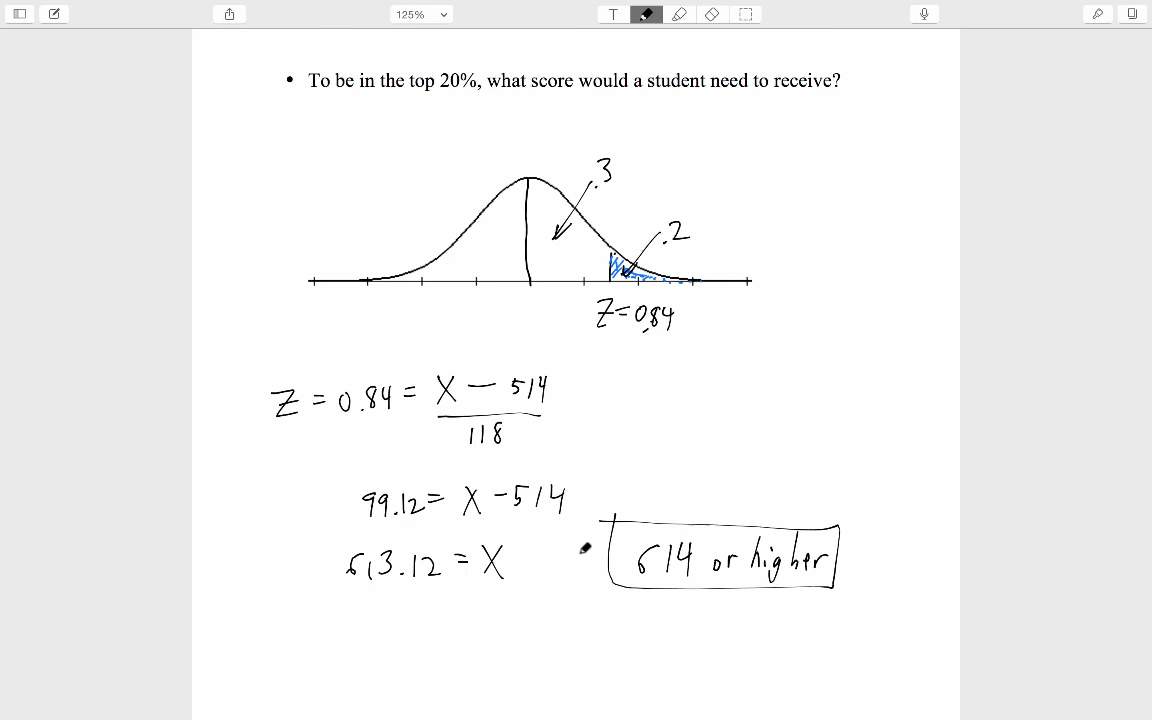 125%
T
• To be in the top 20%, what score would a student need to receive?
.3
.2
Z=0.84
Z = 0.84 = X - 514
118
99.12 = X - 514
613.12 = X
614 or higher